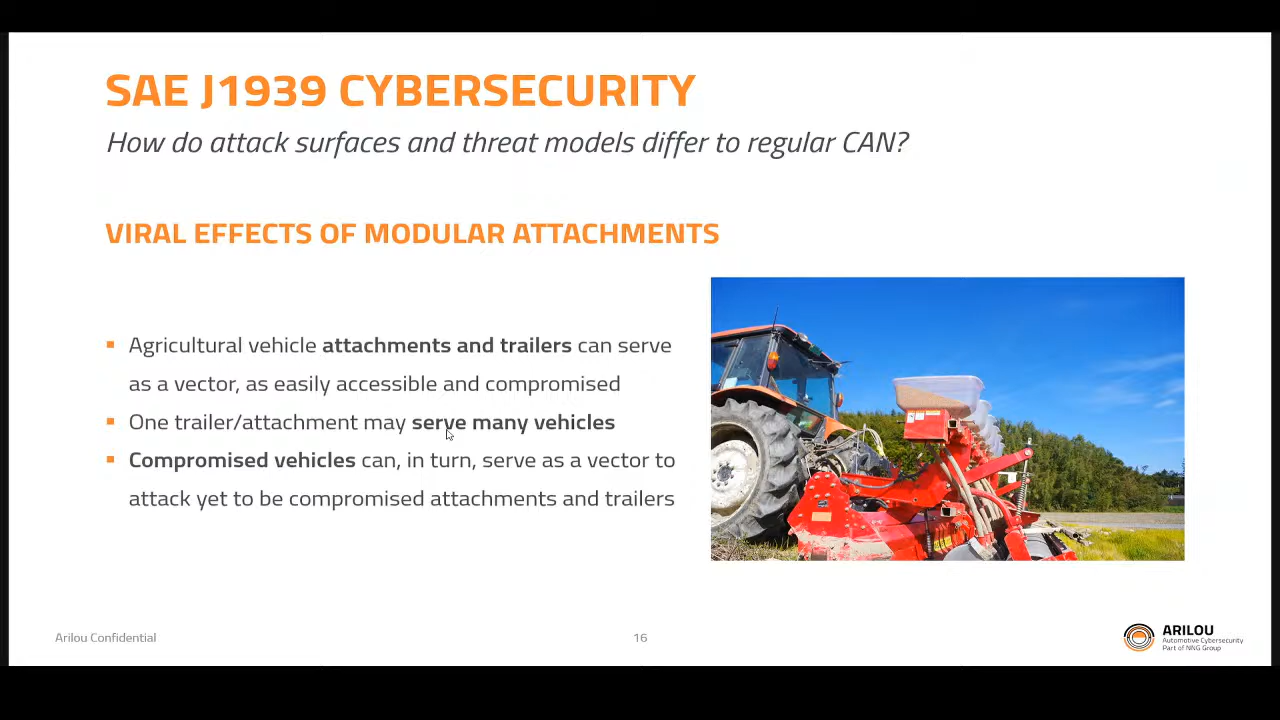 SAE J1939 CYBERSECURITY
How do attack surfaces and threat models differ to regular CAN?
VIRAL EFFECTS OF MODULAR ATTACHMENTS
Agricultural vehicle attachments and trailers can serve
as a vector, as easily accessible and compromised
One trailer/attachment may serve many vehicles
Compromised vehicles can, in turn, serve as a vector to
attack yet to be compromised attachments and trailers
Arilou Confidential
16
ARILOU
Automotive Cybersecurity
Part of NNG Group